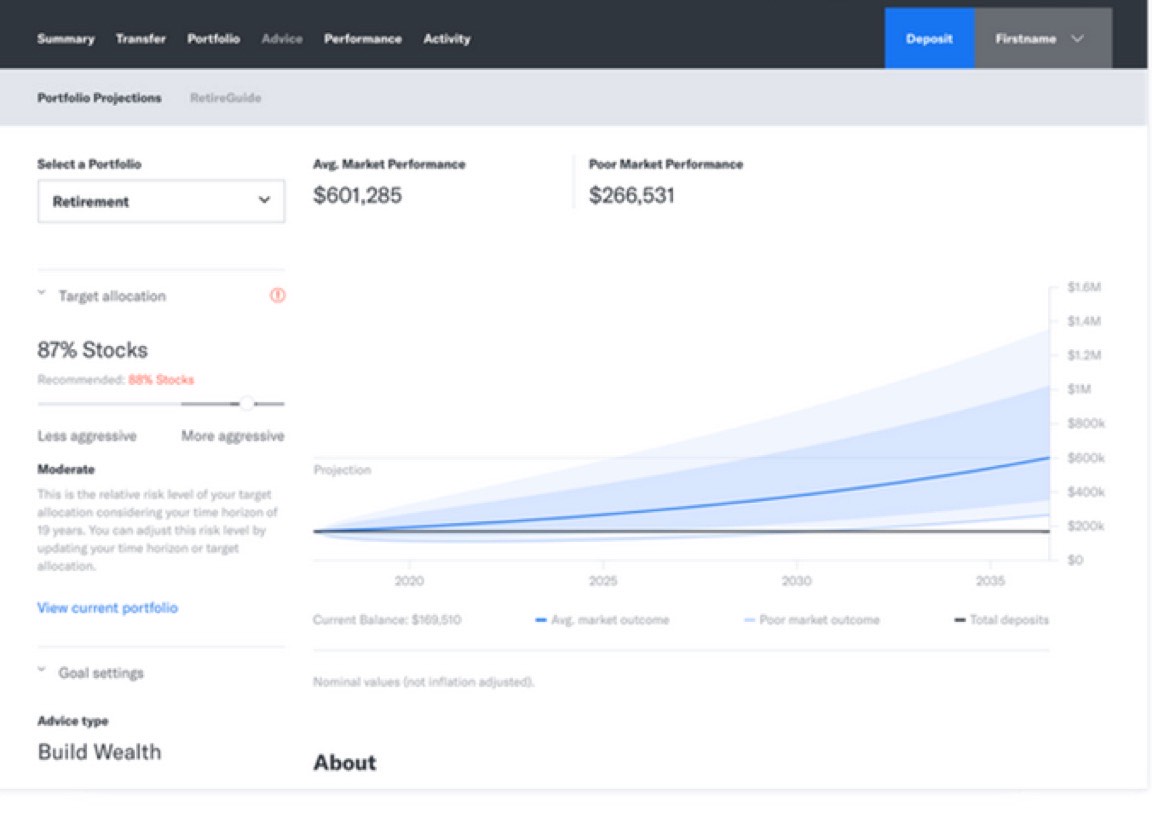 Summary Transfer Portfolio Advice Performance Activity Deposit Firstname
Portfolio Projections RetireGuide
Select a Portfolio
Retirement
Avg. Market Performance
$601,285
Poor Market Performance
$266,531
Target allocation
87% Stocks
Recommended: 88% Stocks
Less aggressive More aggressive
Moderate
This is the relative risk level of your target
allocation considering your time horizon of
19 years. You can adjust this risk level by
updating your time horizon or target
allocation.
View current portfolio
Goal settings
Advice type
Build Wealth
Projection
$1.6M
$1.4M
$1.2M
$1M
$800k
$600k
$400k
$200k
$0
2020 2025 2030 2035
Current Balance: $169,510 Avg. market outcome Poor market outcome Total deposits
Nominal values (not inflation adjusted).
About